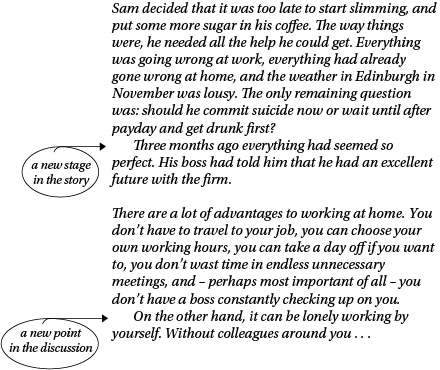 Sam decided that it was too late to start slimming, and
put some more sugar in his coffee. The way things
were, he needed all the help he could get. Everything
was going wrong at work, everything had already
gone wrong at home, and the weather in Edinburgh in
November was lousy. The only remaining question
was: should he commit suicide now or wait until after
payday and get drunk first?
Three months ago everything had seemed so
perfect. His boss had told him that he had an excellent
future with the firm.
a new stage
in the story
There are a lot of advantages to working at home. You
don't have to travel to your job, you can choose your
own working hours, you can take a day off if you want
to, you don't wast time in endless unnecessary
meetings, and – perhaps most important of all – you
don't have a boss constantly checking up on you.
On the other hand, it can be lonely working by
yourself. Without colleagues around you . . .
a new point
in the discussion